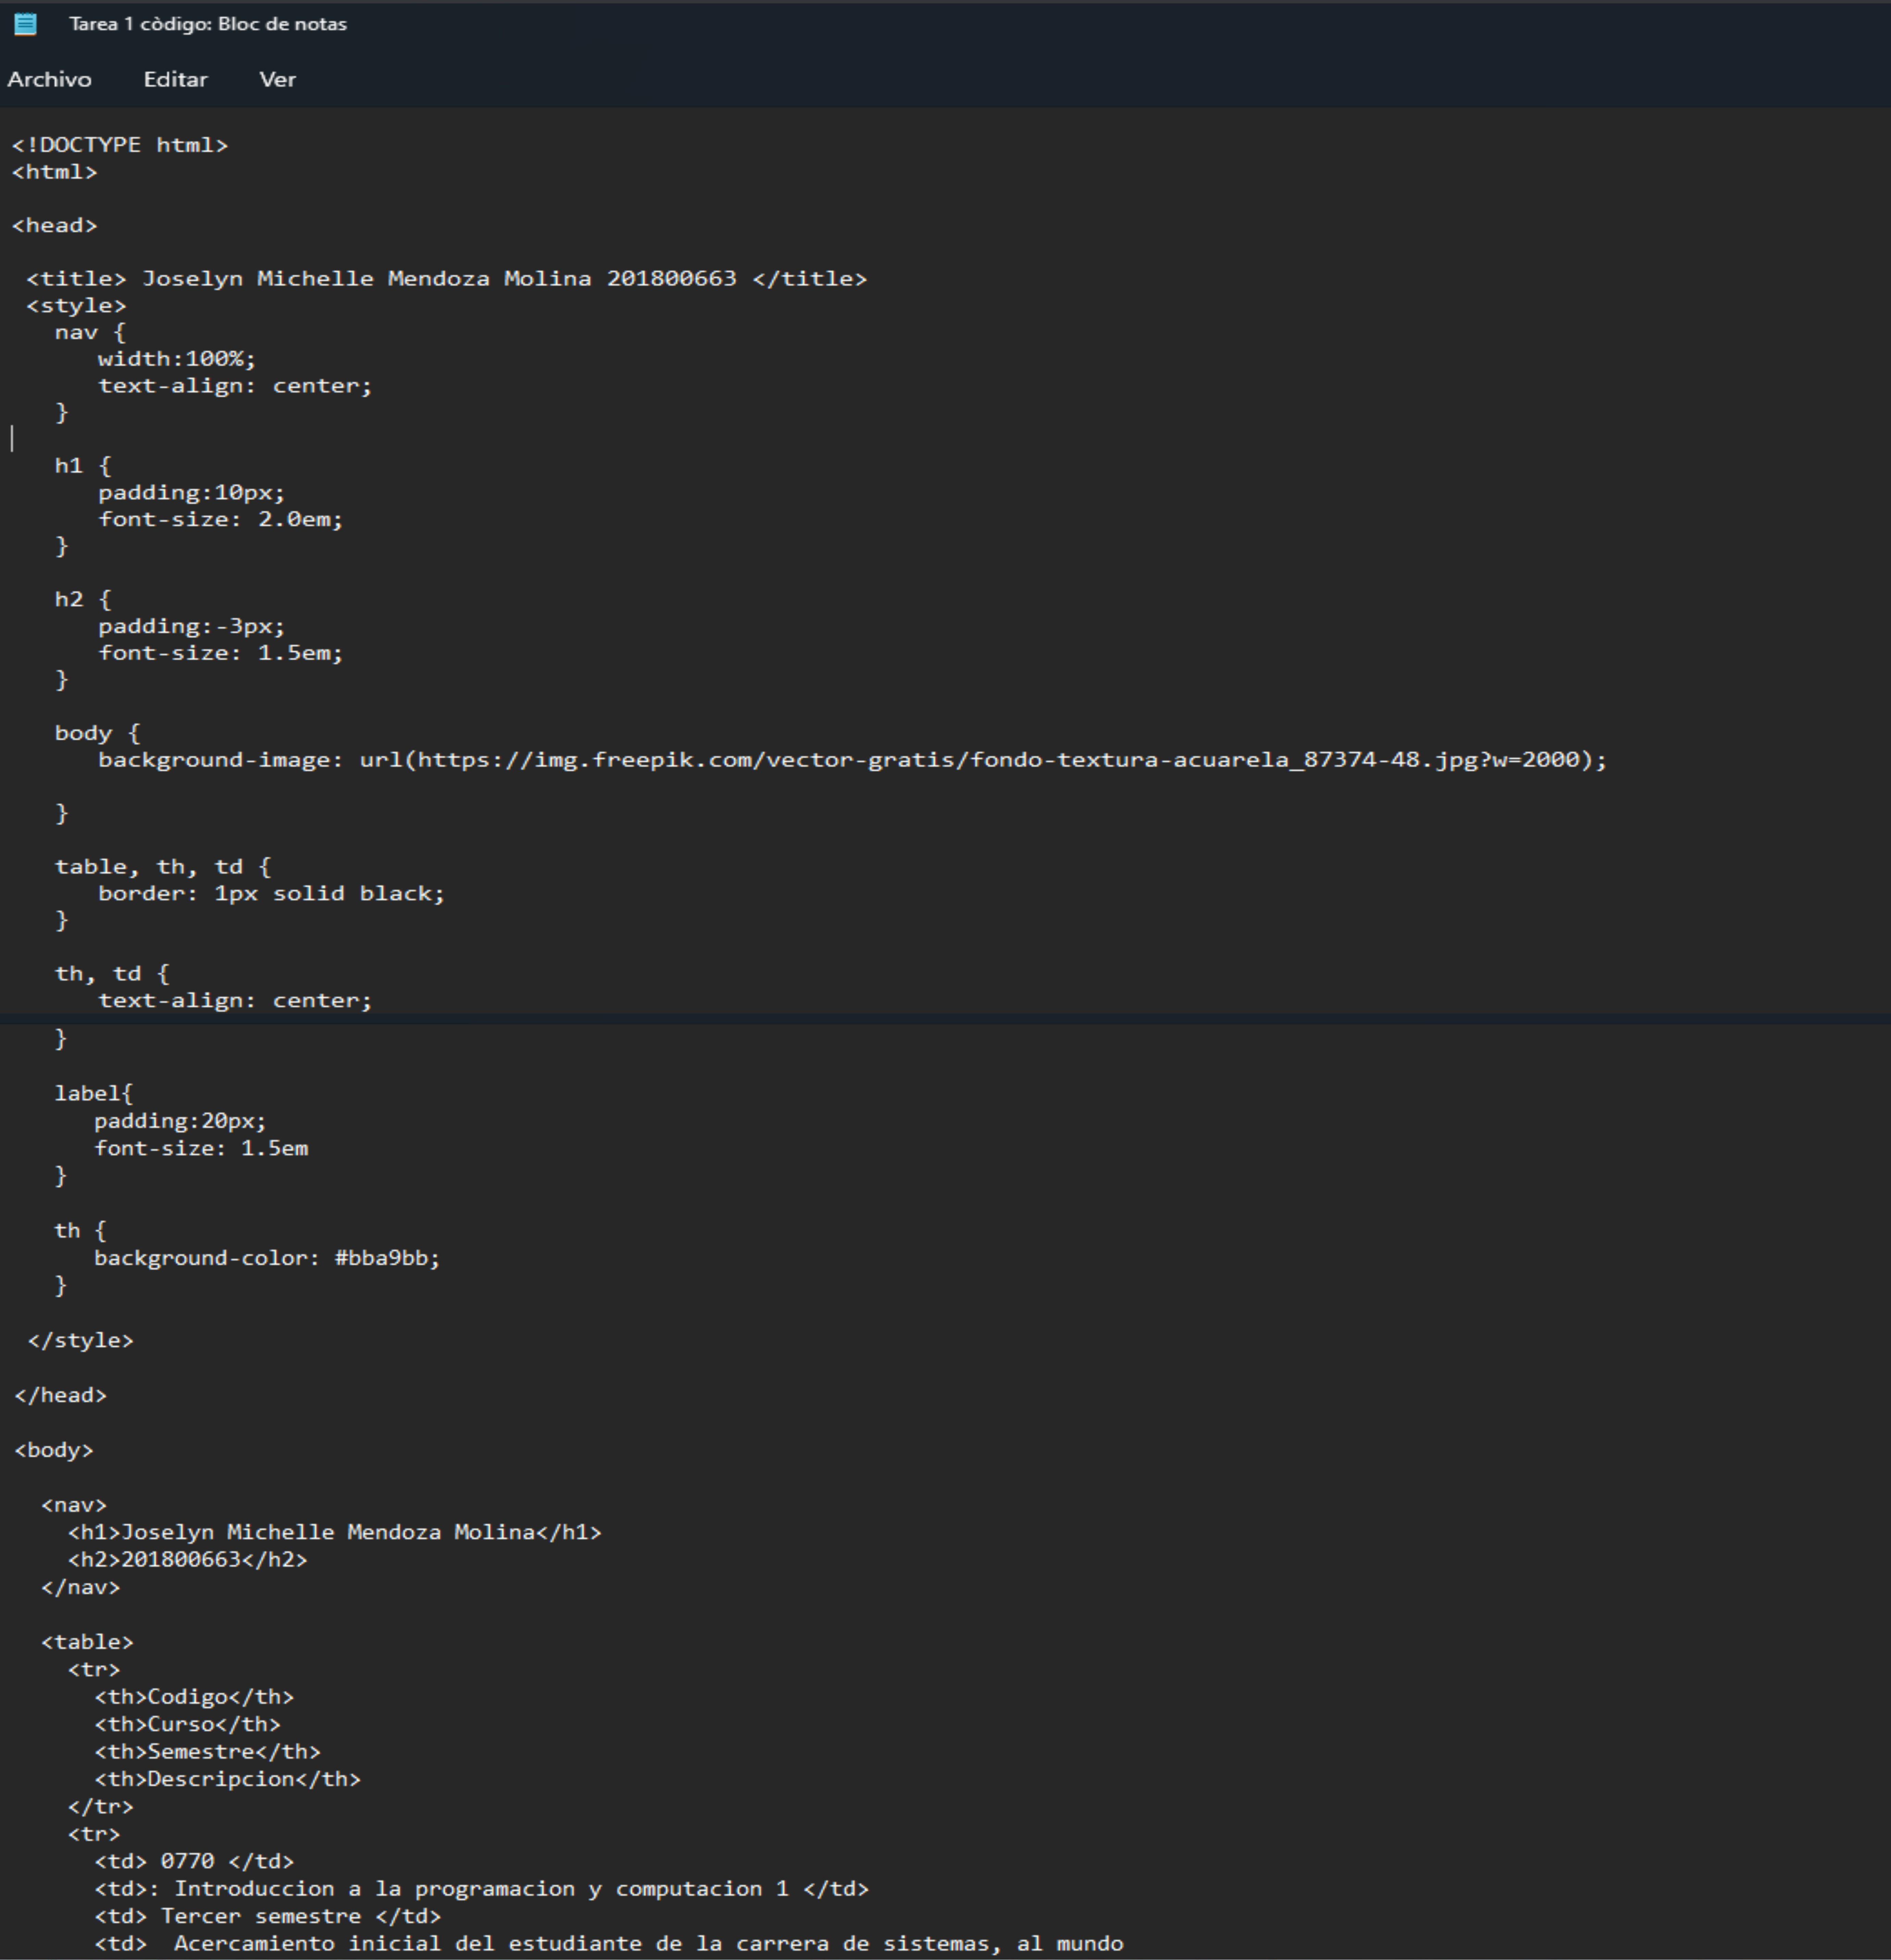 Tarea 1 còdigo: Bloc de notas
Archivo Editar Ver
<!DOCTYPE html>
<html>
<head>
<title> Joselyn Michelle Mendoza Molina 201800663 </title>
<style>
nav {
width:100%;
text-align: center;
}
h1 {
padding:10px;
font-size: 2.0em;
}
h2 {
padding:-3px;
font-size: 1.5em;
}
body {
background-image: url(https://img.freepik.com/vector-gratis/fondo-textura-acuarela_87374-48.jpg?w=2000);
}
table, th, td {
border: 1px solid black;
}
th, td {
text-align: center;
}
label{
padding:20px;
font-size: 1.5em
}
th {
background-color: #bba9bb;
}
</style>
</head>
<body>
<nav>
<h1>Joselyn Michelle Mendoza Molina</h1>
<h2>201800663</h2>
</nav>
<table>
<tr>
<th>Codigo</th>
<th>Curso</th>
<th>Semestre</th>
<th>Descripcion</th>
</tr>
<tr>
<td> 0770 </td>
<td>: Introduccion a la programacion y computacion 1 </td>
<td> Tercer semestre </td>
<td>  Acercamiento inicial del estudiante de la carrera de sistemas, al mundo